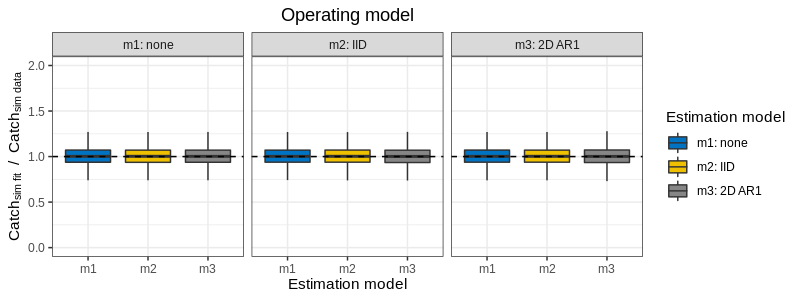 Operating model
m1: none
m2: IID
m3: 2D AR1
Catchsim fit / Catchsim data
2.0
1.5
1.0
0.5
0.0
m1 m2 m3
m1 m2 m3
m1 m2 m3
Estimation model
Estimation model
m1: none
m2: IID
m3: 2D AR1